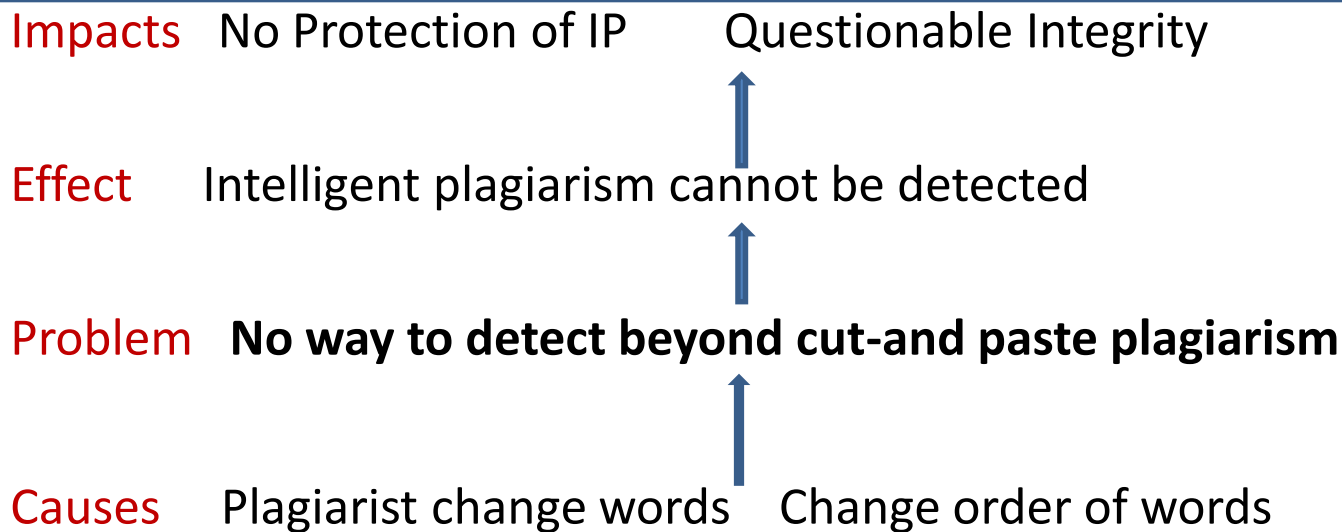 Impacts No Protection of IP Questionable Integrity
Effect Intelligent plagiarism cannot be detected
Problem No way to detect beyond cut-and paste plagiarism
Causes Plagiarist change words Change order of words